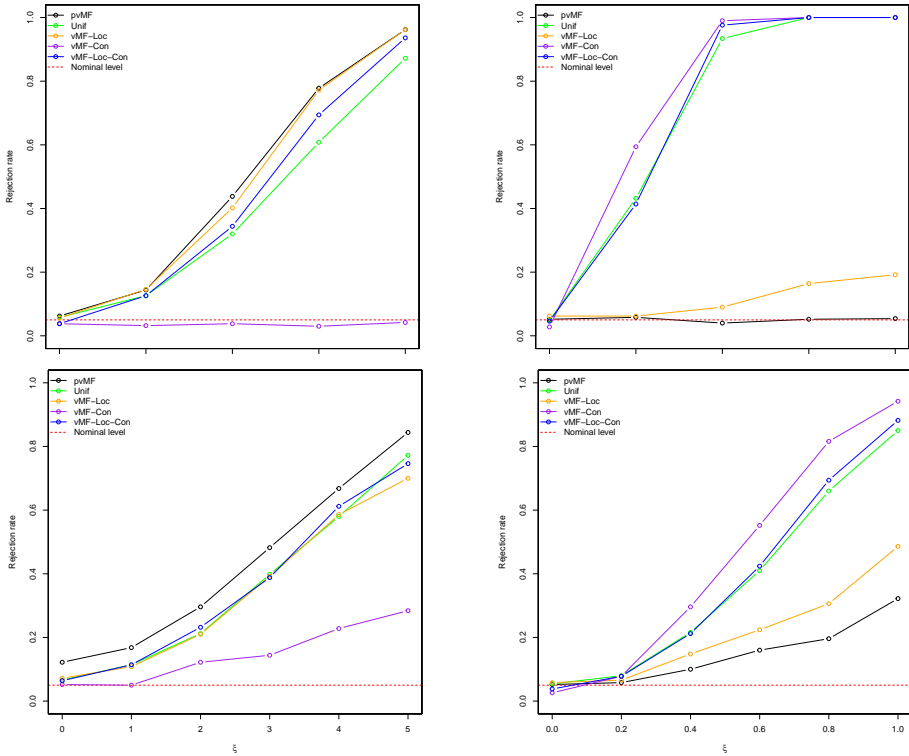 pvMF
Unif
vMF-Loc
vMF-Con
vMF-Loc-Con
Nominal level
Rejection rate
1.0
0.8
0.6
0.4
0.2
0.0
pvMF
Unif
vMF-Loc
vMF-Con
vMF-Loc-Con
Nominal level
Rejection rate
1.0
0.8
0.6
0.4
0.2
0.0
pvMF
Unif
vMF-Loc
vMF-Con
vMF-Loc-Con
Nominal level
Rejection rate
1.0
0.8
0.6
0.4
0.2
0.0
0 1 2 3 4 5
ξ
pvMF
Unif
vMF-Loc
vMF-Con
vMF-Loc-Con
Nominal level
Rejection rate
1.0
0.8
0.6
0.4
0.2
0.0
0.0 0.2 0.4 0.6 0.8 1.0
ξ